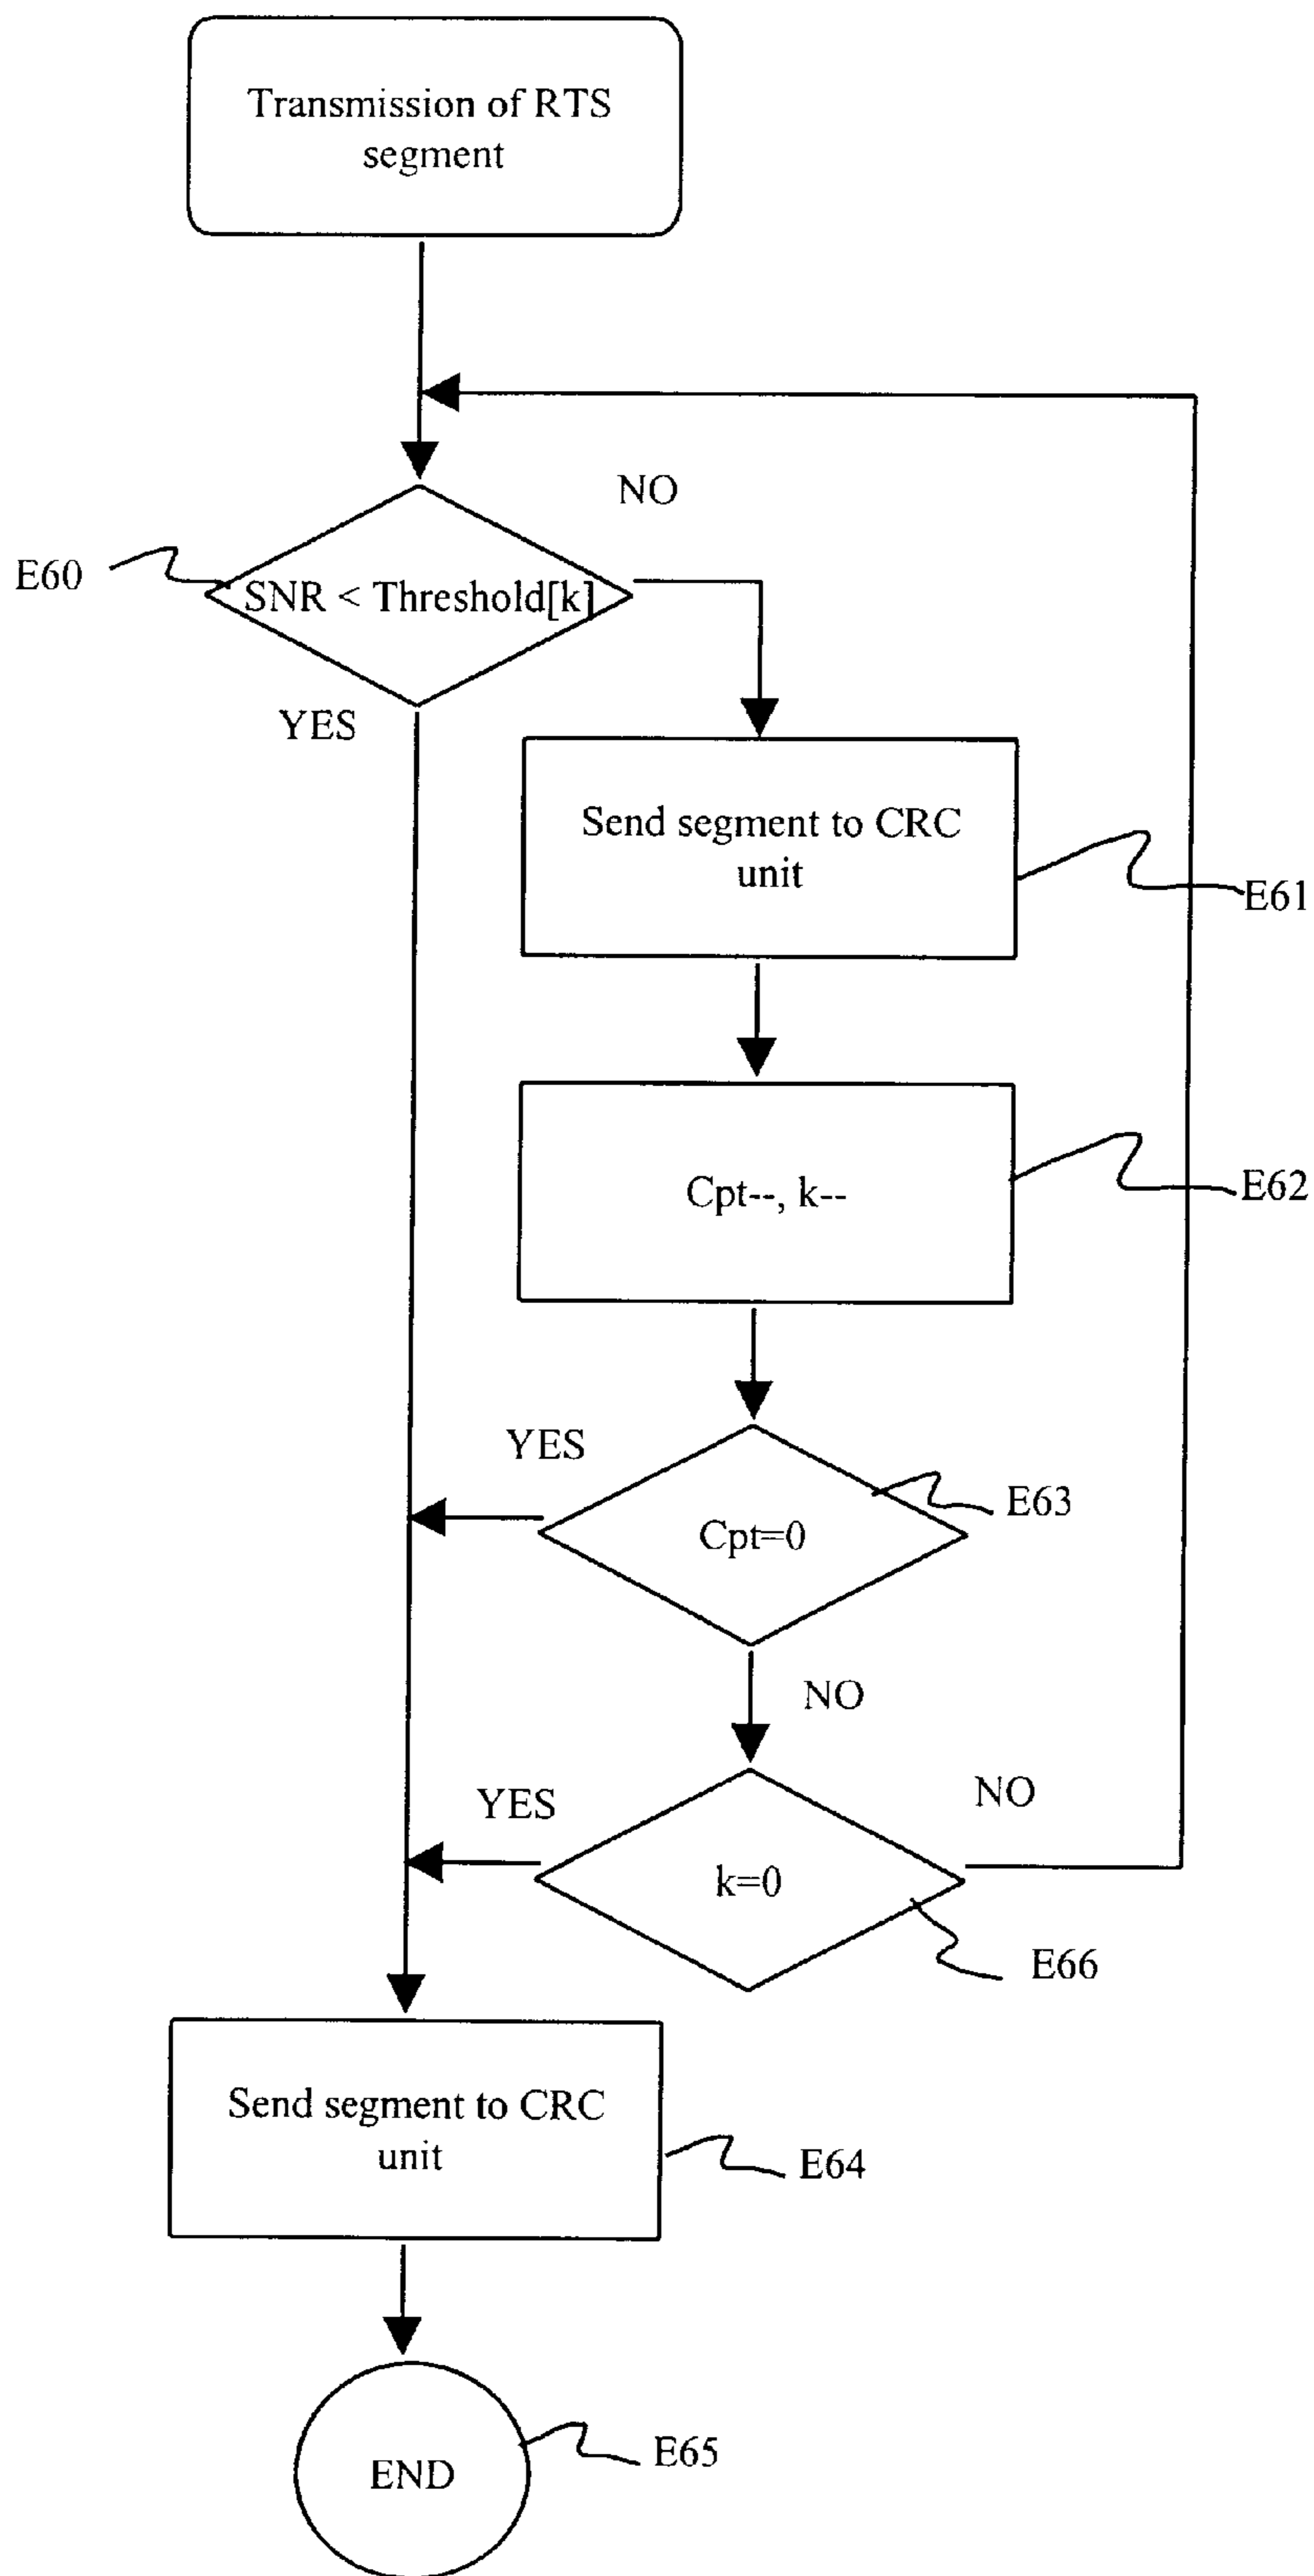 Transmission of RTS
segment
NO
E60
SNR < Threshold[k]
YES
Send segment to CRC
unit
E61
Cpt--, k--
E62
YES
E63
Cpt=0
NO
YES
NO
k=0
E66
Send segment to CRC
unit
E64
E65
END